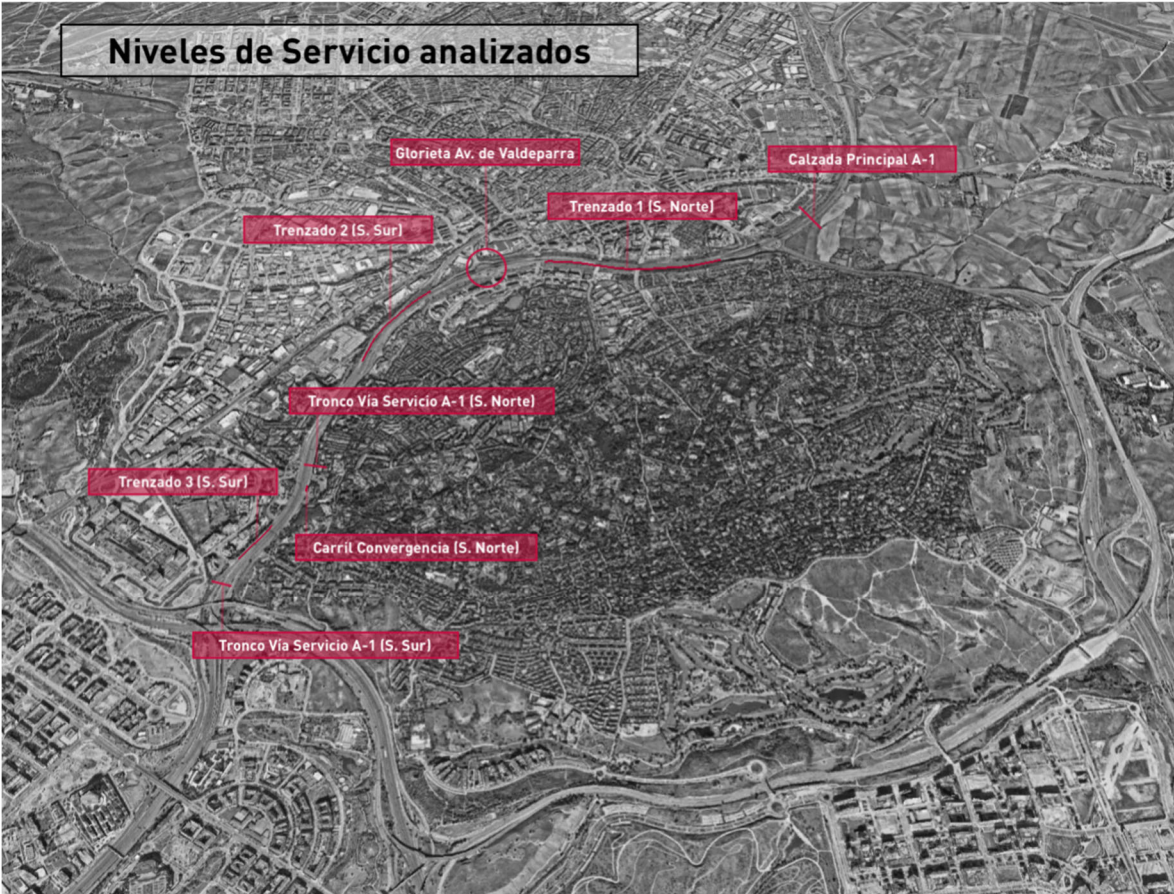 Niveles de Servicio analizados
Glorieta Av. de Valdeparra
Calzada Principal A-1
Trenzado 1 (S. Norte)
Trenzado 2 (S. Sur)
Tronco Vía Servicio A-1 (S. Norte)
Trenzado 3 (S. Sur)
Carril Convergencia (S. Norte)
Tronco Vía Servicio A-1 (S. Sur)